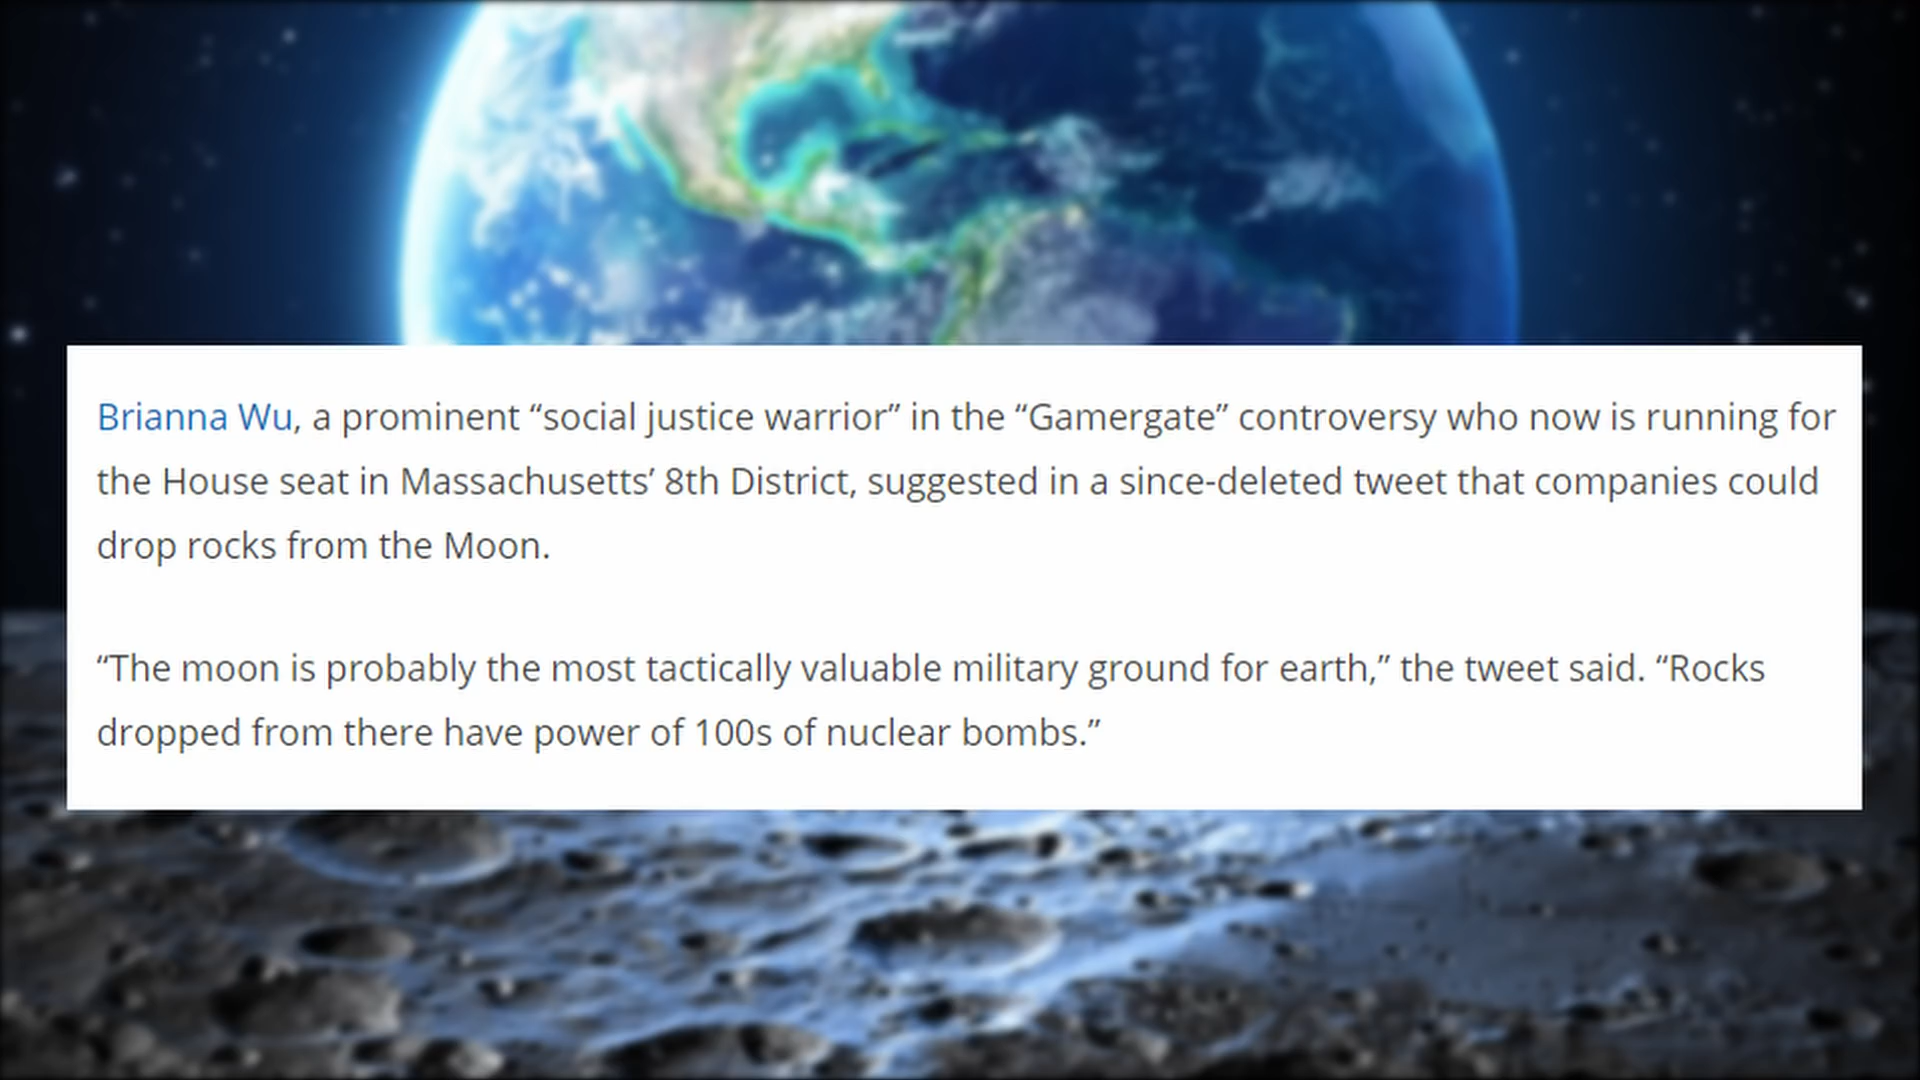 Brianna Wu, a prominent “social justice warrior” in the “Gamergate” controversy who now is running for
the House seat in Massachusetts’ 8th District, suggested in a since-deleted tweet that companies could
drop rocks from the Moon.
“The moon is probably the most tactically valuable military ground for earth,” the tweet said. “Rocks
dropped from there have power of 100s of nuclear bombs.”